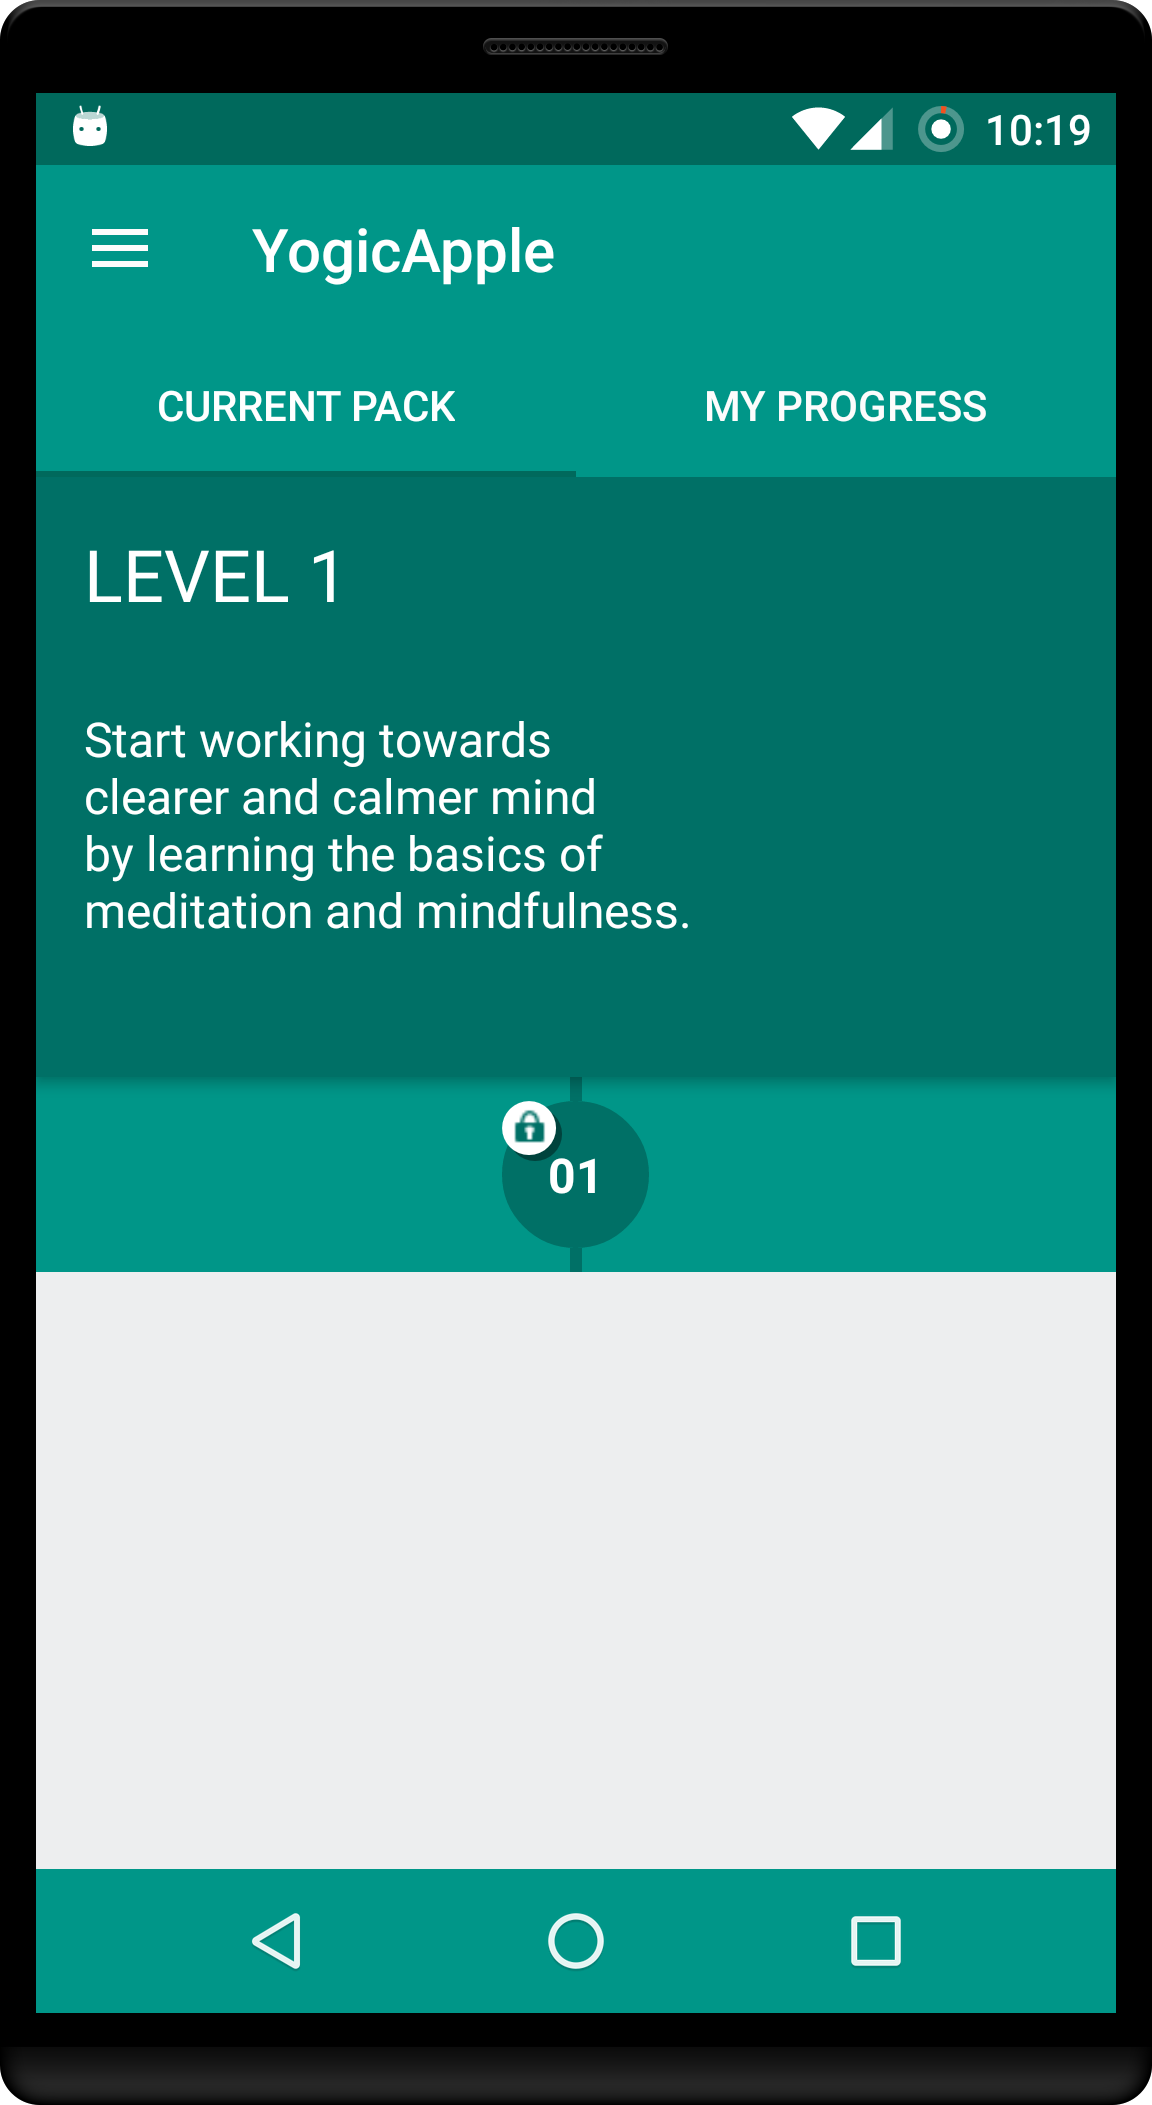 10:19
YogicApple
CURRENT PACK
MY PROGRESS
LEVEL 1
Start working towards
clearer and calmer mind
by learning the basics of
meditation and mindfulness.
01